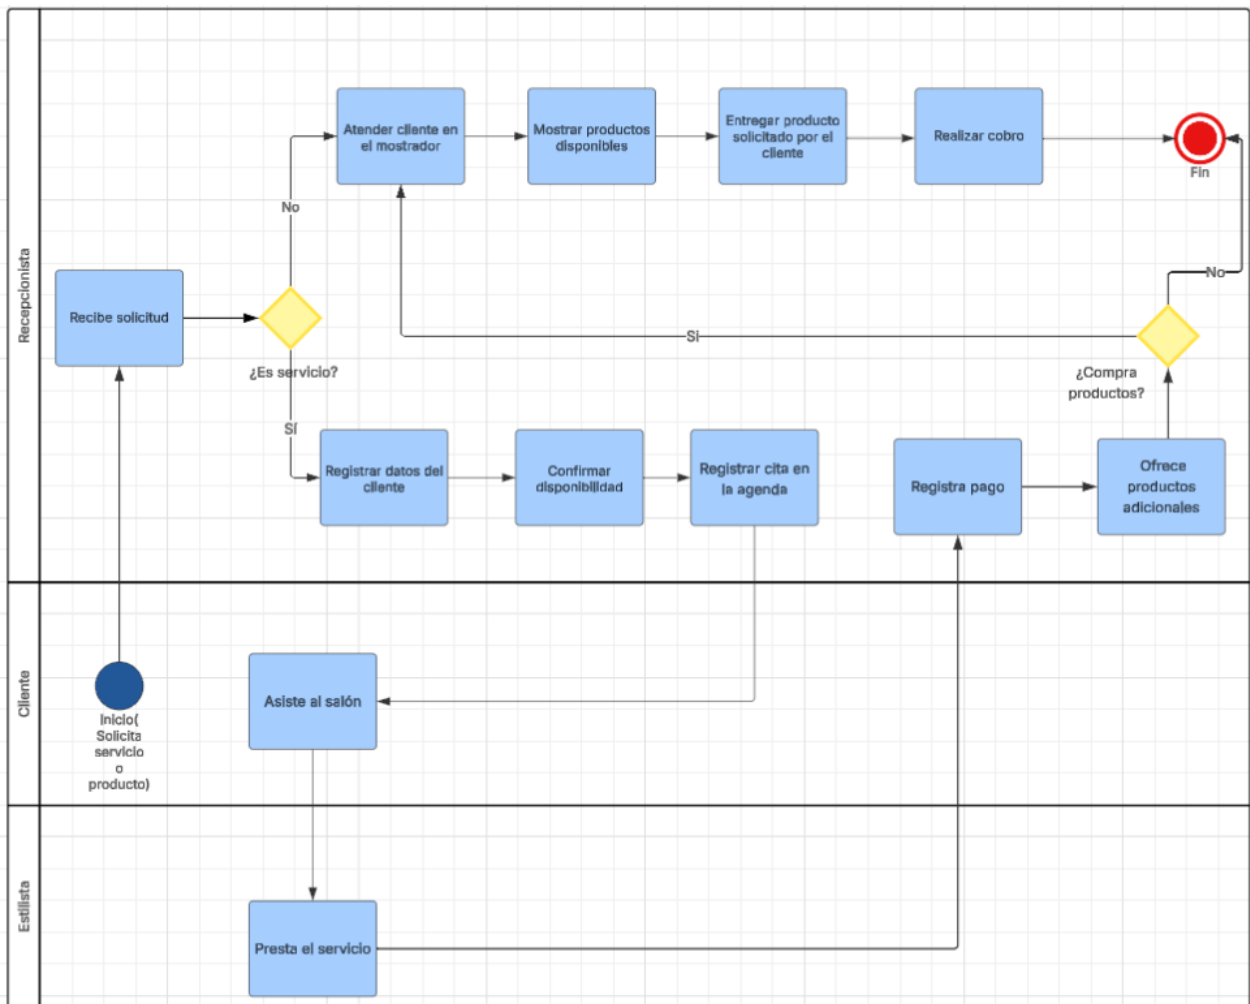 Recepcionista
Atender cliente en
el mostrador
Mostrar productos
disponibles
Entregar producto
solicitado por el
cliente
Realizar cobro
Fin
No
Recibe solicitud
¿Es servicio?
No
Si
¿Compra
productos?
Sí
Registrar datos del
cliente
Confirmar
disponibilidad
Registrar cita en
la agenda
Registra pago
Ofrece
productos
adicionales
Cliente
Inicio(
Solicita
servicio
o
producto)
Asiste al salón
Estilista
Presta el servicio